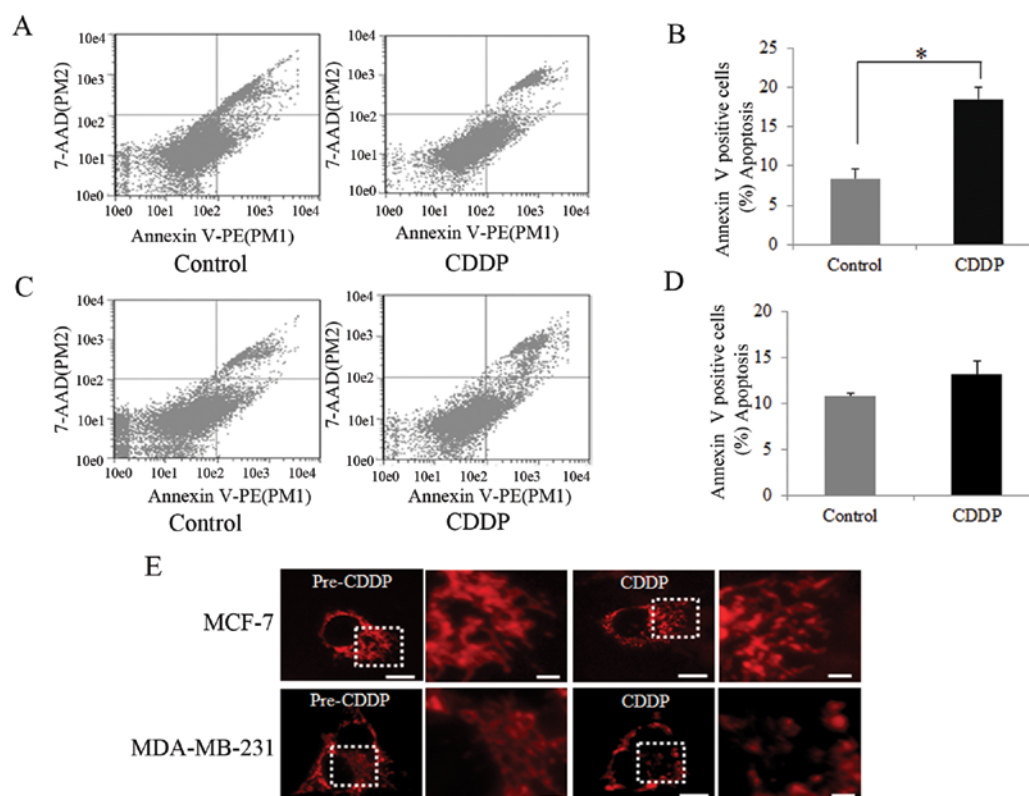 A
10e4
10e3
10e2
10e1
10e0
7-AAD(PM2)
10e0 10e1 10e2 10e3 10e4
Annexin V-PE(PM1)
Control
10e4
10e3
10e2
10e1
10e0
7-AAD(PM2)
10e0 10e1 10e2 10e3 10e4
Annexin V-PE(PM1)
CDDP
B
25
20
15
10
5
0
Annexin V positive cells
(%) Apoptosis
*
Control CDDP
C
10e4
10e3
10e2
10e1
10e0
7-AAD(PM2)
10e0 10e1 10e2 10e3 10e4
Annexin V-PE(PM1)
Control
10e4
10e3
10e2
10e1
10e0
7-AAD(PM2)
10e0 10e1 10e2 10e3 10e4
Annexin V-PE(PM1)
CDDP
D
20
15
10
5
0
Annexin V positive cells
(%) Apoptosis
Control CDDP
E
MCF-7
Pre-CDDP
CDDP
MDA-MB-231
Pre-CDDP
CDDP